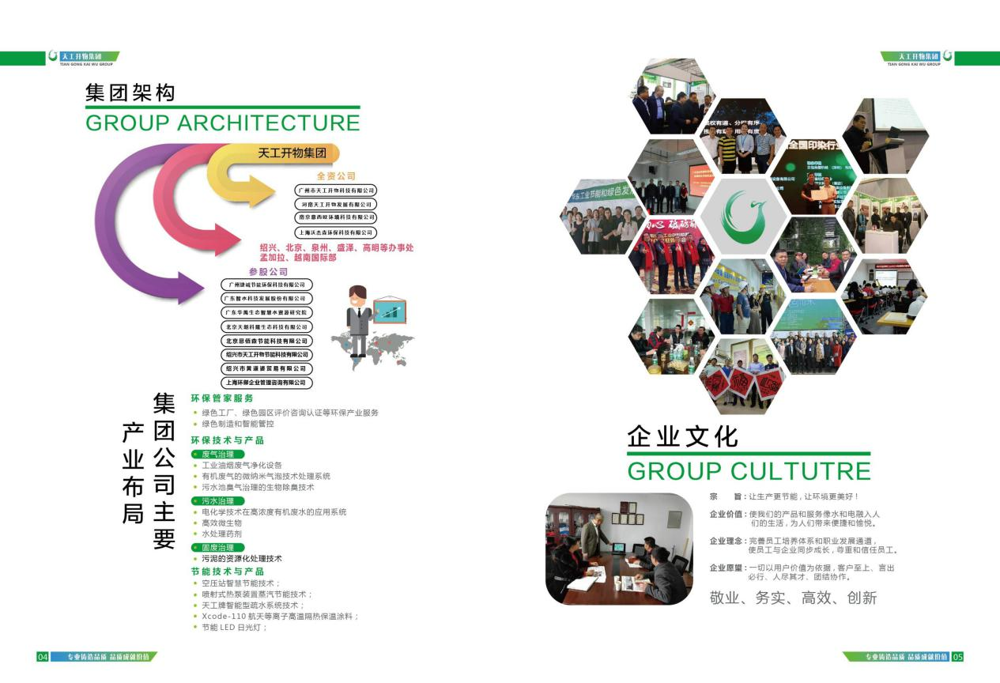 天工开物集团
TIAN GONG KAI WU GROUP
集团架构
GROUP ARCHITECTURE
天工开物集团
全资公司
广州市天工开物科技有限公司
河南天工开物发展有限公司
南京意西欧环境科技有限公司
上海沃杰森环保科技有限公司
绍兴、北京、泉州、盛泽、高明等办事处
孟加拉、越南国际部
参股公司
广州捷诚节能环保科技有限公司
广东智水科技发展股份有限公司
广东华禹生态智慧水资源研究院
北京天朗科隆生态科技有限公司
北京恩佰森节能科技有限公司
绍兴市天工开物节能科技有限公司
绍兴市黄道婆贸易有限公司
上海环御企业管理咨询有限公司
集团公司主要
产业布局
环保管家服务
绿色工厂、绿色园区评价咨询认证等环保产业服务
绿色制造和智能管控
环保技术与产品
废气治理
工业油烟废气净化设备
有机废气的微纳米气泡技术处理系统
污水池臭气治理的生物除臭技术
污水治理
电化学技术在高浓度有机废水的应用系统
高效微生物
水处理药剂
固废治理
污泥的资源化处理技术
节能技术与产品
空压站智慧节能技术；
喷射式热泵装置蒸汽节能技术；
天工牌智能型疏水系统技术；
Xcode-110 航天等离子高温隔热保温涂料；
节能 LED 日光灯；
04 专业铸造品质 品质成就价值
天工开物集团
TIAN GONG KAI WU GROUP
权有道、分权有序
全国印染行业
华东工业节能和绿色发展
企业文化
GROUP CULTUTRE
宗 旨：让生产更节能，让环境更美好！
企业价值：使我们的产品和服务像水和电融入人
们的生活，为人们带来便捷和愉悦。
企业理念：完善员工培养体系和职业发展通道，
使员工与企业同步成长，尊重和信任员工。
企业愿望：一切以用户价值为依据，客户至上、言出
必行、人尽其才、团结协作。
敬业、务实、高效、创新
专业铸造品质 品质成就价值 05